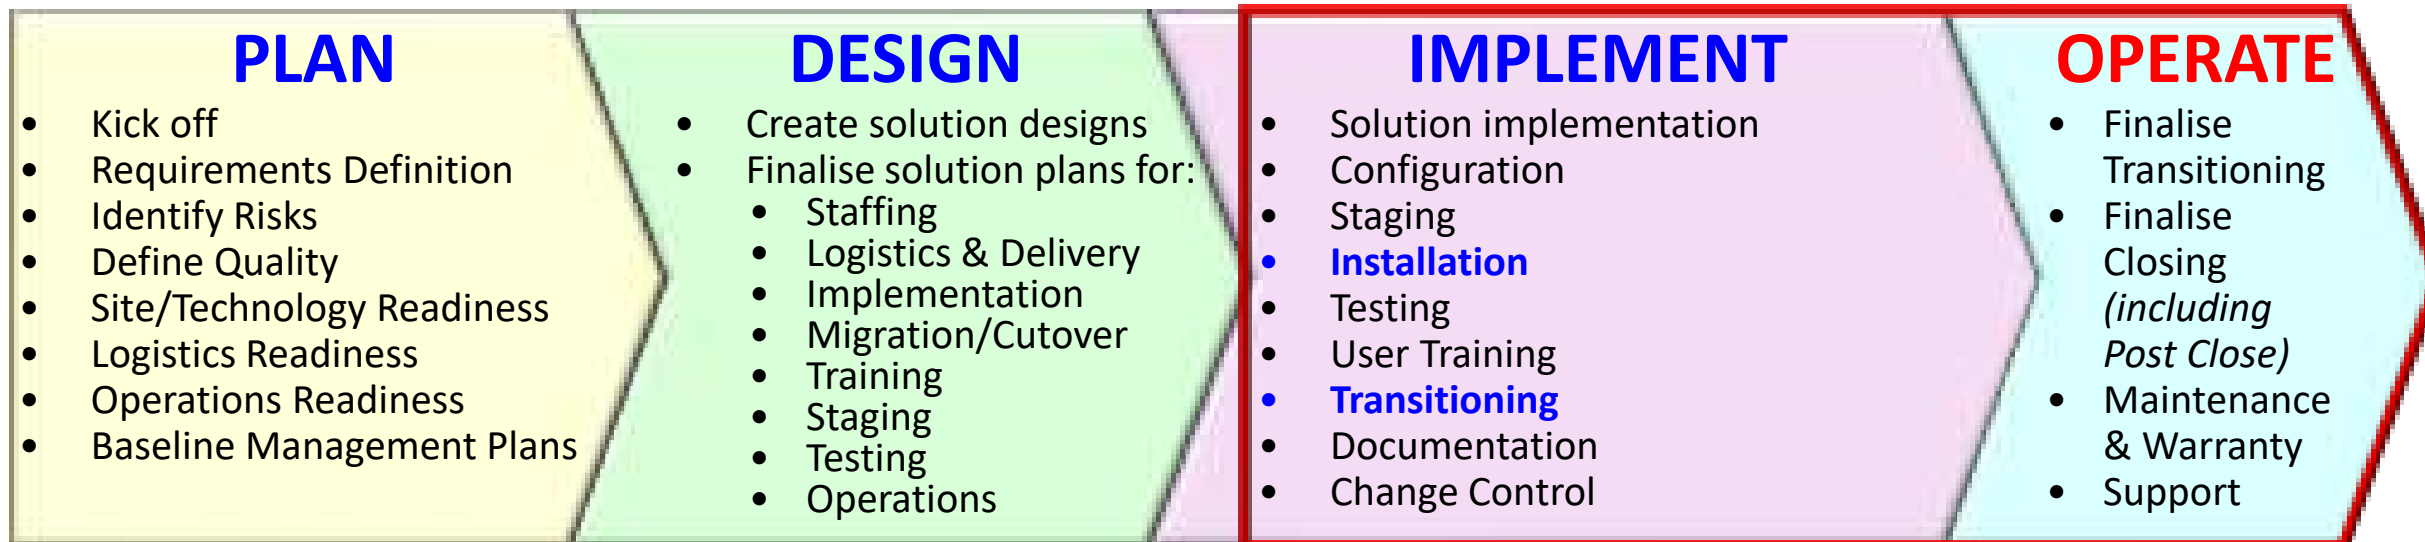 PLAN
• Kick off
• Requirements Definition
• Identify Risks
• Define Quality
• Site/Technology Readiness
• Logistics Readiness
• Operations Readiness
• Baseline Management Plans
DESIGN
• Create solution designs
• Finalise solution plans for:
• Staffing
• Logistics & Delivery
• Implementation
• Migration/Cutover
• Training
• Staging
• Testing
• Operations
IMPLEMENT
• Solution implementation
• Configuration
• Staging
• Installation
• Testing
• User Training
• Transitioning
• Documentation
• Change Control
OPERATE
• Finalise
Transitioning
• Finalise
Closing
(including
Post Close)
• Maintenance
& Warranty
• Support